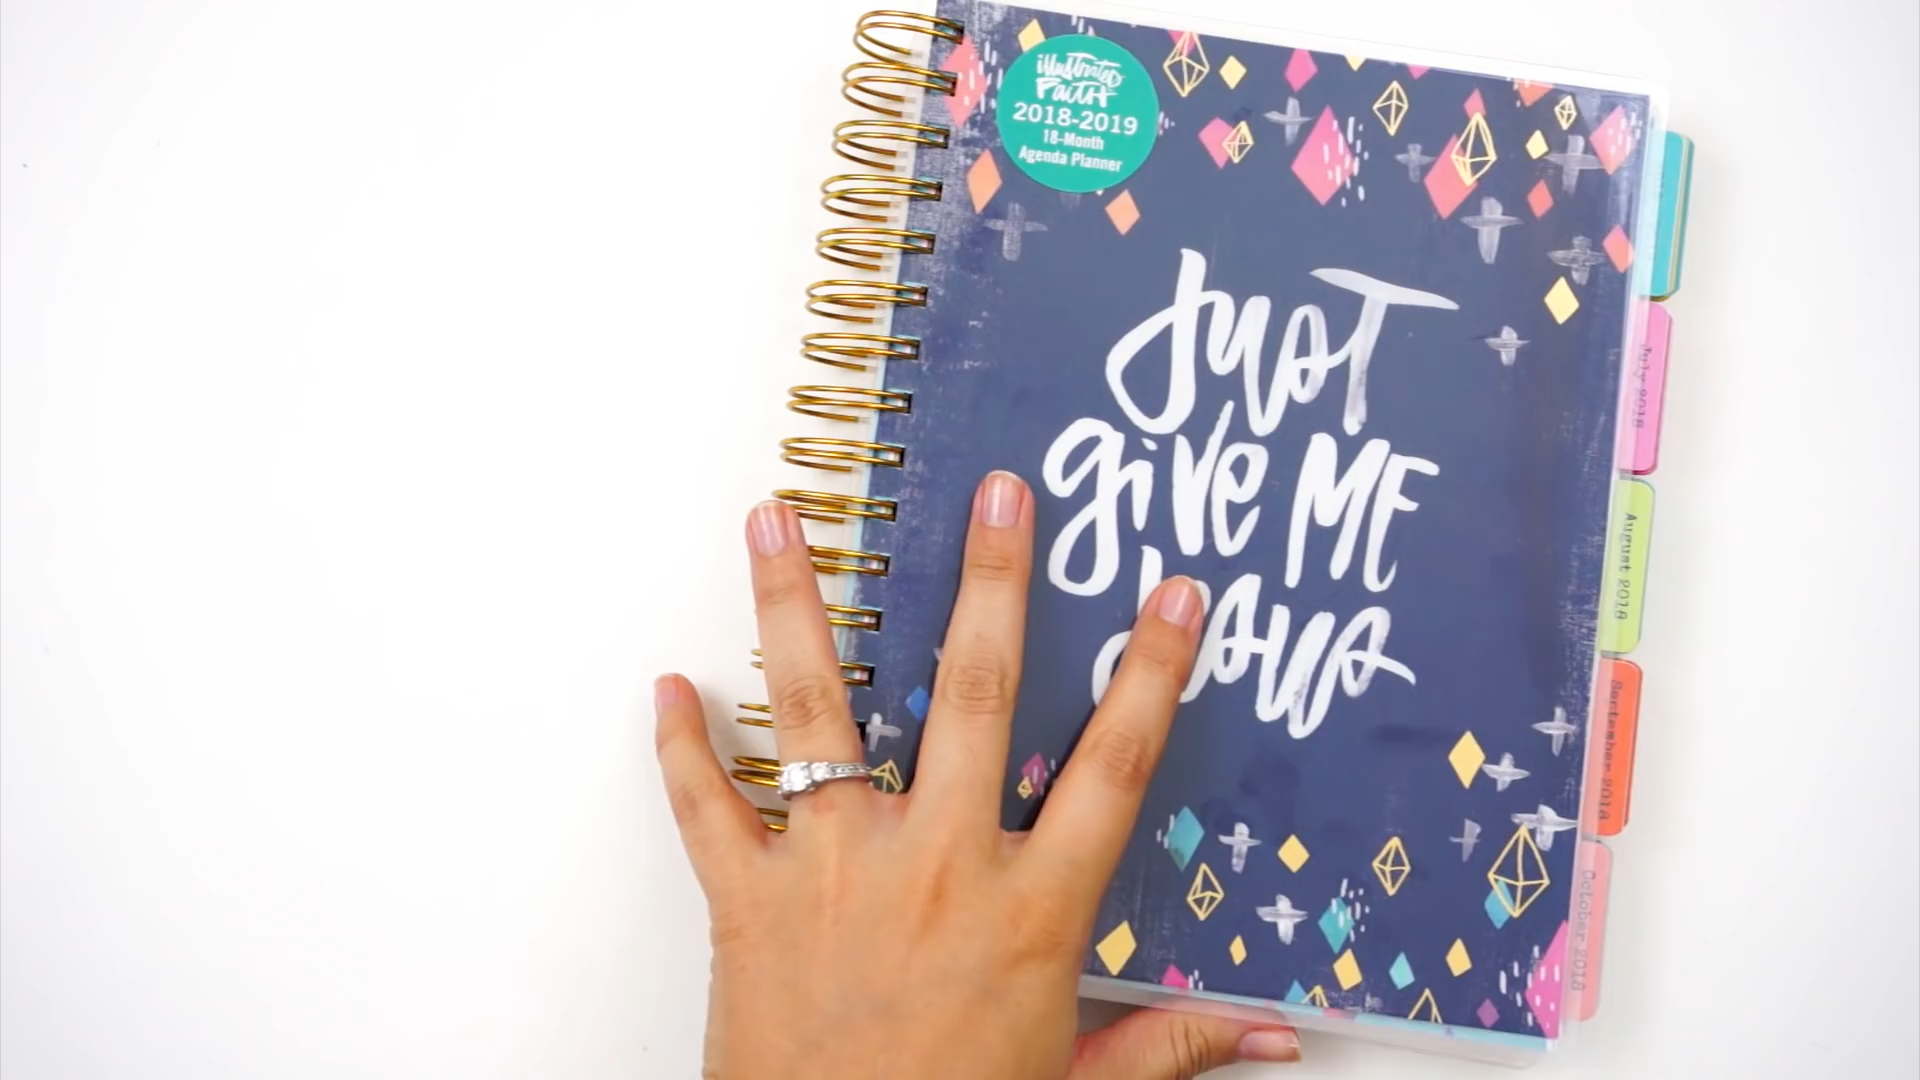 illustrated
Faith
2018-2019
18-Month
Agenda Planner
Just
give ME
July 2018
August 2018
September 2018
October 2018